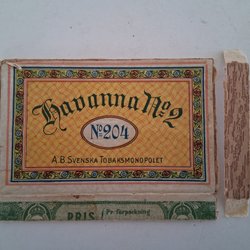 Havanna No 2
No 204
A.B. SVENSKA TOBAKSMONOPOLET
PRIS Pr. förpackning